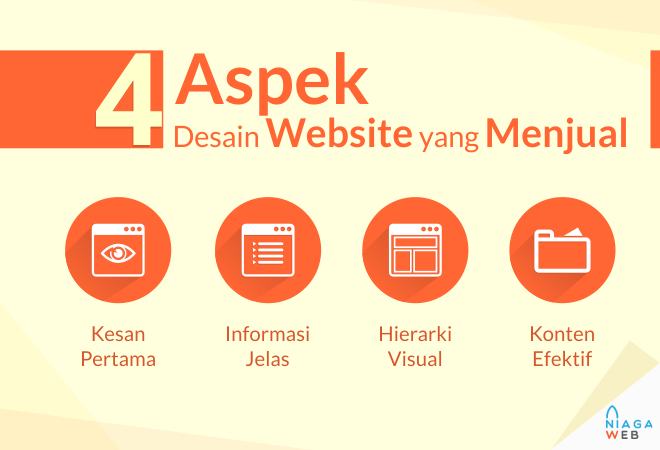 4 Aspek
Desain Website yang Menjual
Kesan
Pertama
Informasi
Jelas
Hierarki
Visual
Konten
Efektif
NIAGA
WEB